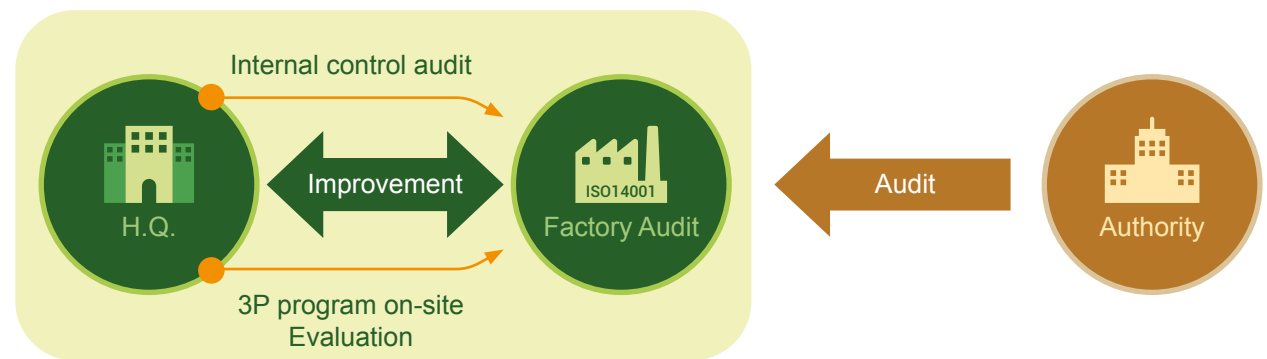 Internal control audit
H.Q.
Improvement
ISO14001
Factory Audit
3P program on-site
Evaluation
Audit
Authority